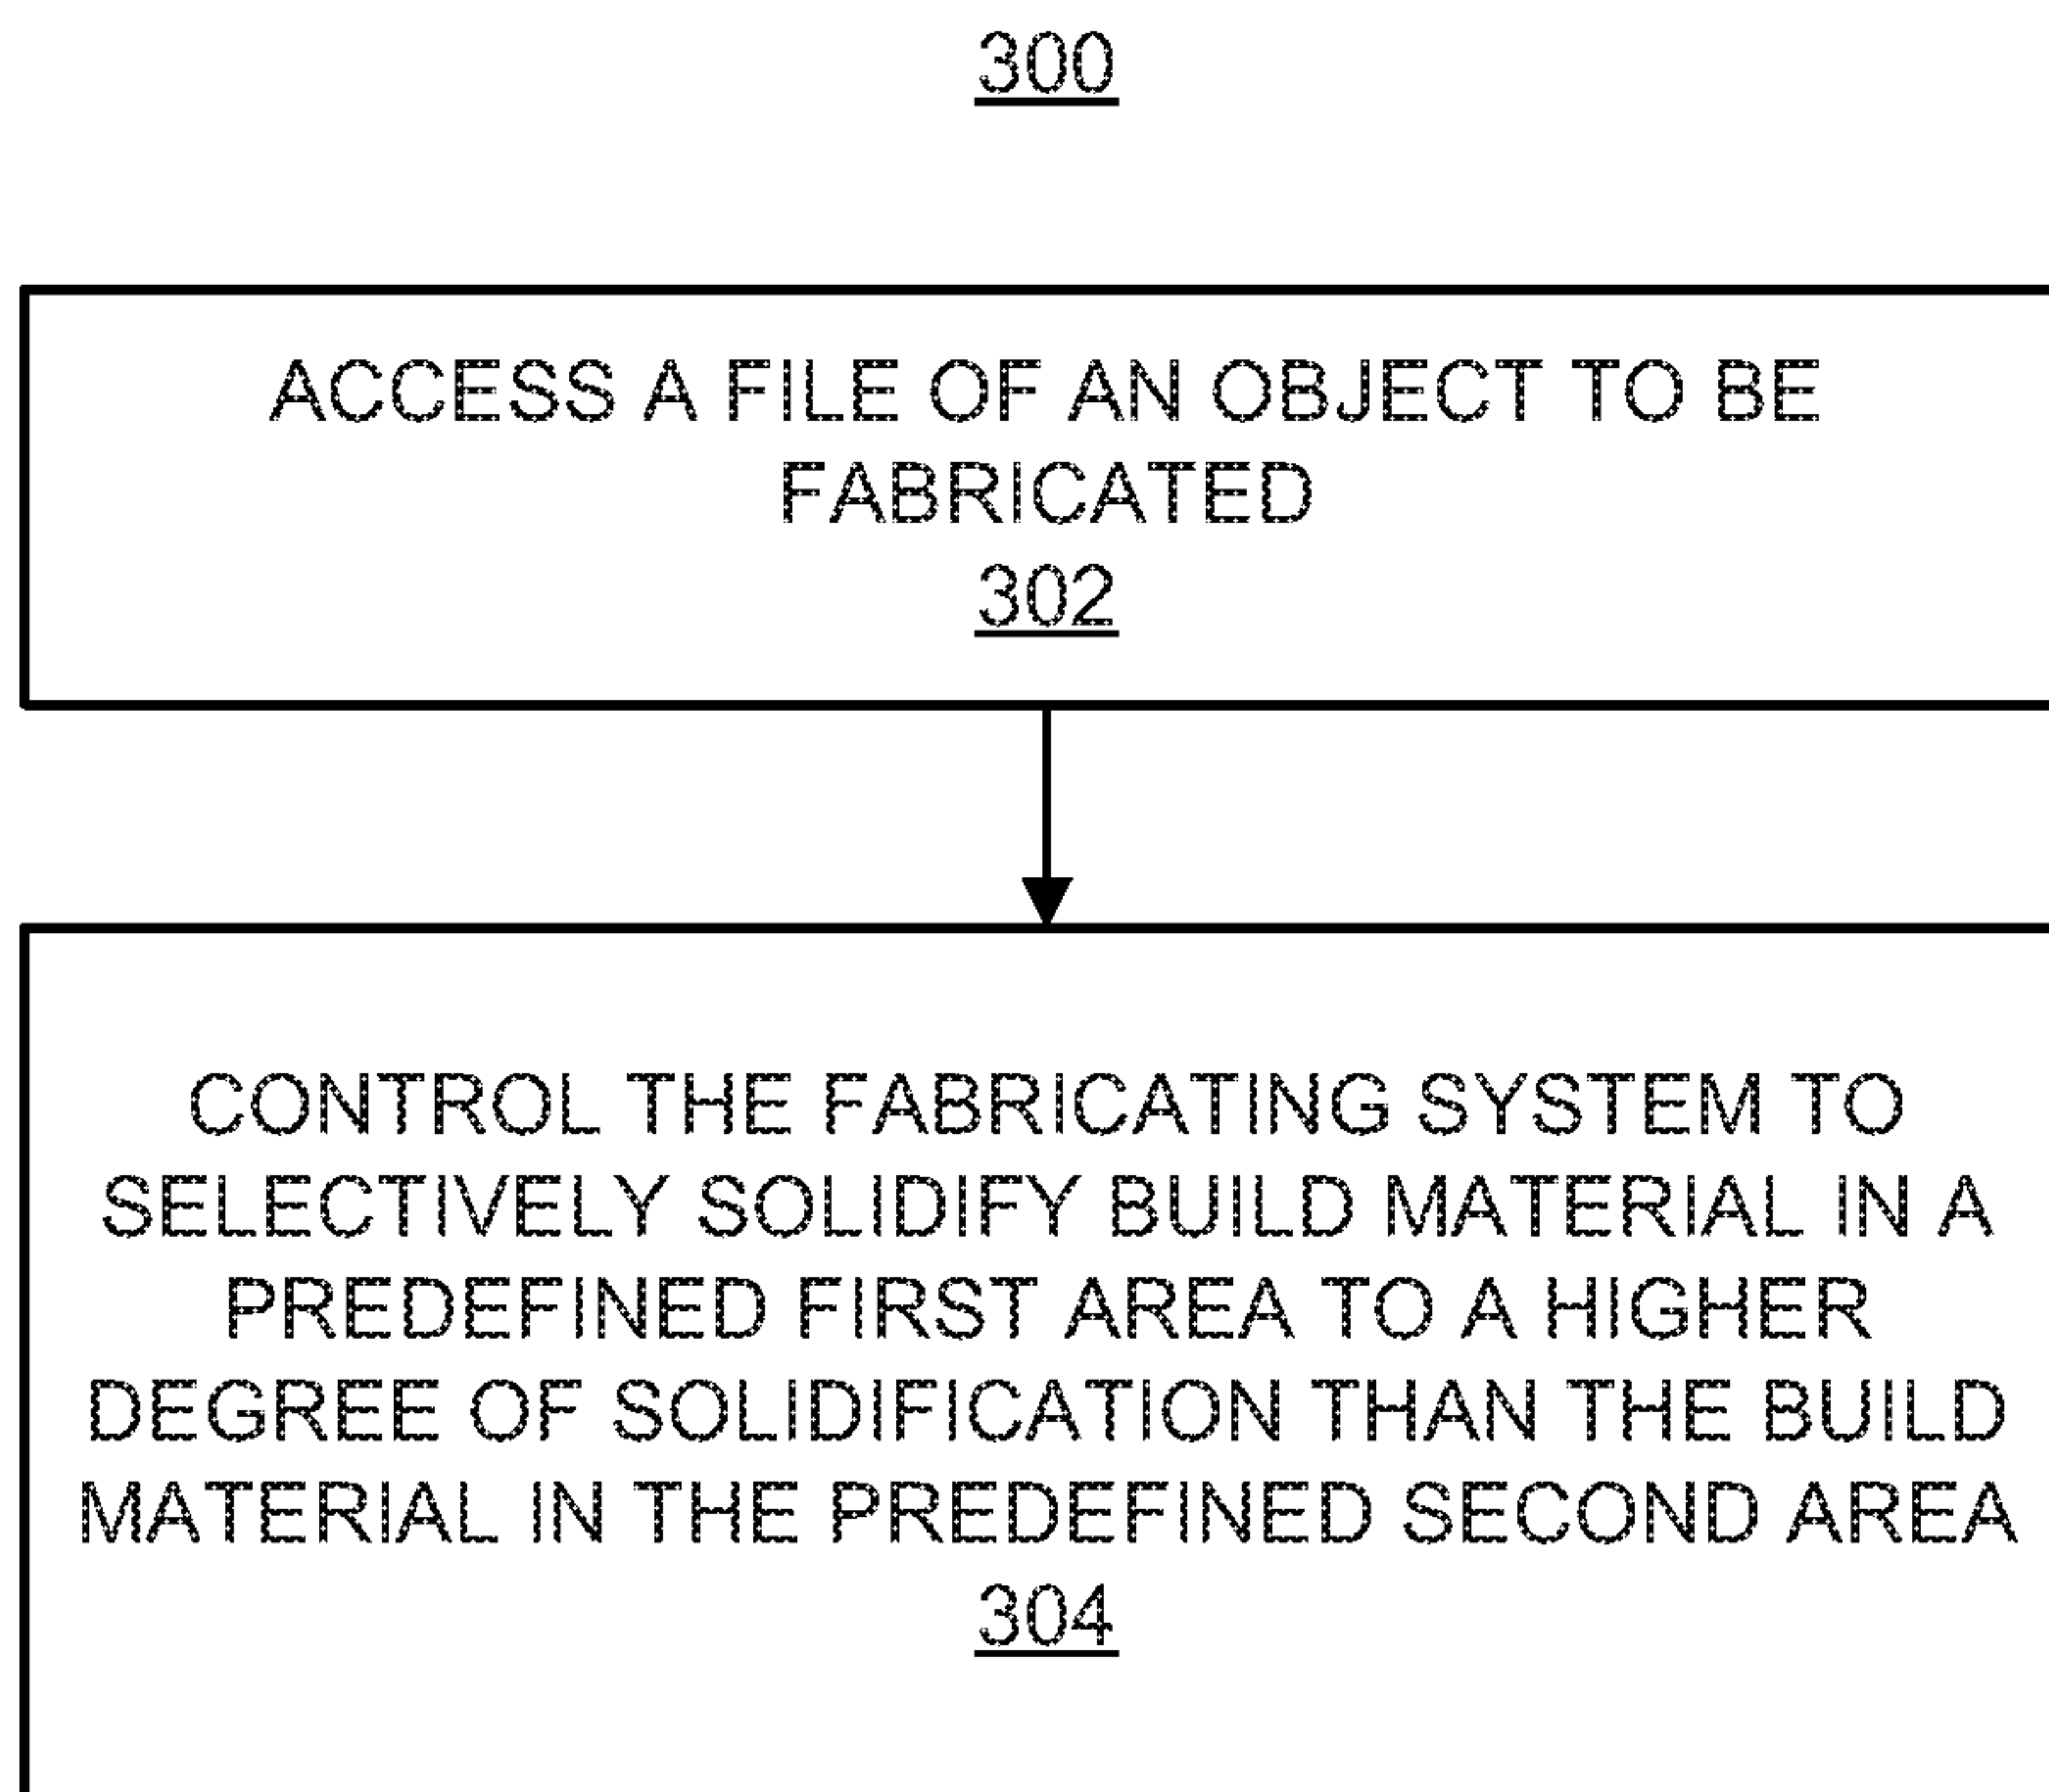 300
ACCESS A FILE OF AN OBJECT TO BE
FABRICATED
302
CONTROL THE FABRICATING SYSTEM TO
SELECTIVELY SOLIDIFY BUILD MATERIAL IN A
PREDEFINED FIRST AREA TO A HIGHER
DEGREE OF SOLIDIFICATION THAN THE BUILD
MATERIAL IN THE PREDEFINED SECOND AREA
304